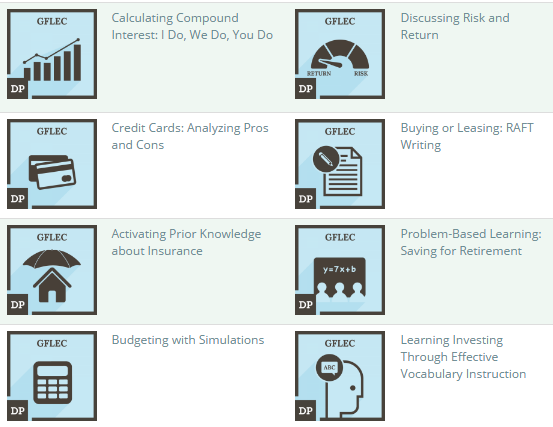 GFLEC
DP
Calculating Compound
Interest: I Do, We Do, You Do
GFLEC
RETURN RISK
DP
Discussing Risk and
Return
GFLEC
DP
Credit Cards: Analyzing Pros
and Cons
GFLEC
DP
Buying or Leasing: RAFT
Writing
GFLEC
DP
Activating Prior Knowledge
about Insurance
GFLEC
y=7x+b
DP
Problem-Based Learning:
Saving for Retirement
GFLEC
DP
Budgeting with Simulations
GFLEC
ABC
DP
Learning Investing
Through Effective
Vocabulary Instruction